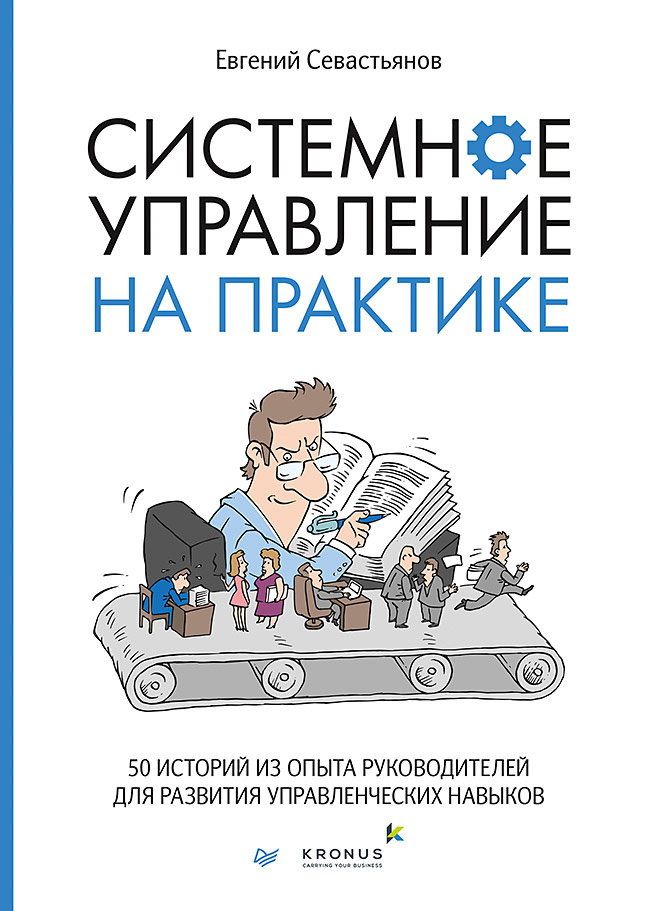 Евгений Севастьянов
СИСТЕМНОЕ
УПРАВЛЕНИЕ
НА ПРАКТИКЕ
50 ИСТОРИЙ ИЗ ОПЫТА РУКОВОДИТЕЛЕЙ
ДЛЯ РАЗВИТИЯ УПРАВЛЕНЧЕСКИХ НАВЫКОВ
KRONUS
CARRYING YOUR BUSINESS